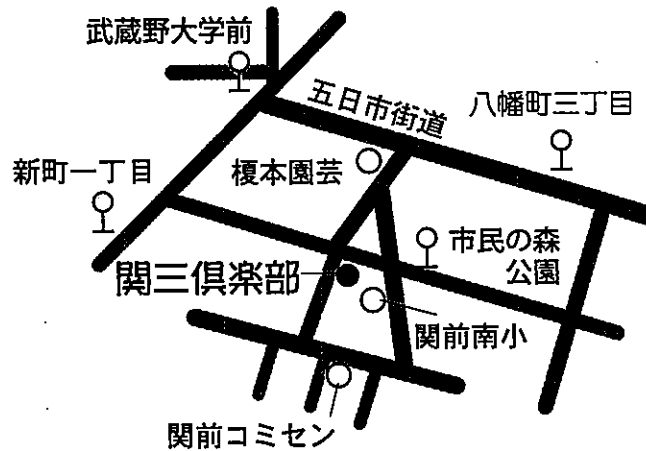 武蔵野大学前
五日市街道
八幡町三丁目
新町一丁目
榎本園芸
市民の森
公園
関三倶楽部
関前南小
関前コミセン